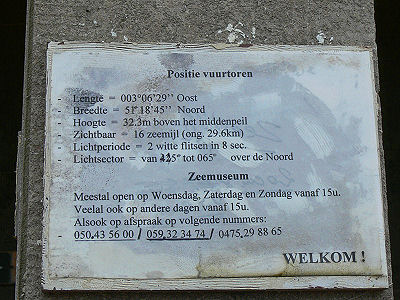 Positie vuurtoren
- Lengte = 003°06'29'' Oost
- Breedte = 51°18'45'' Noord
- Hoogte = 32.3m boven het middenpeil
- Zichtbaar = 16 zeemijl (ong. 29.6km)
- Lichtperiode = 2 witte flitsen in 8 sec.
- Lichtsector = van tot 065° over de Noord
Zeemuseum
Meestal open op Woensdag, Zaterdag en Zondag vanaf 15u.
Veelal ook op andere dagen vanaf 15u.
Alsook op afspraak op volgende nummers:
- 050.43 56 00 / 059.32 34 74 / 0475.29 88 65
WELKOM !